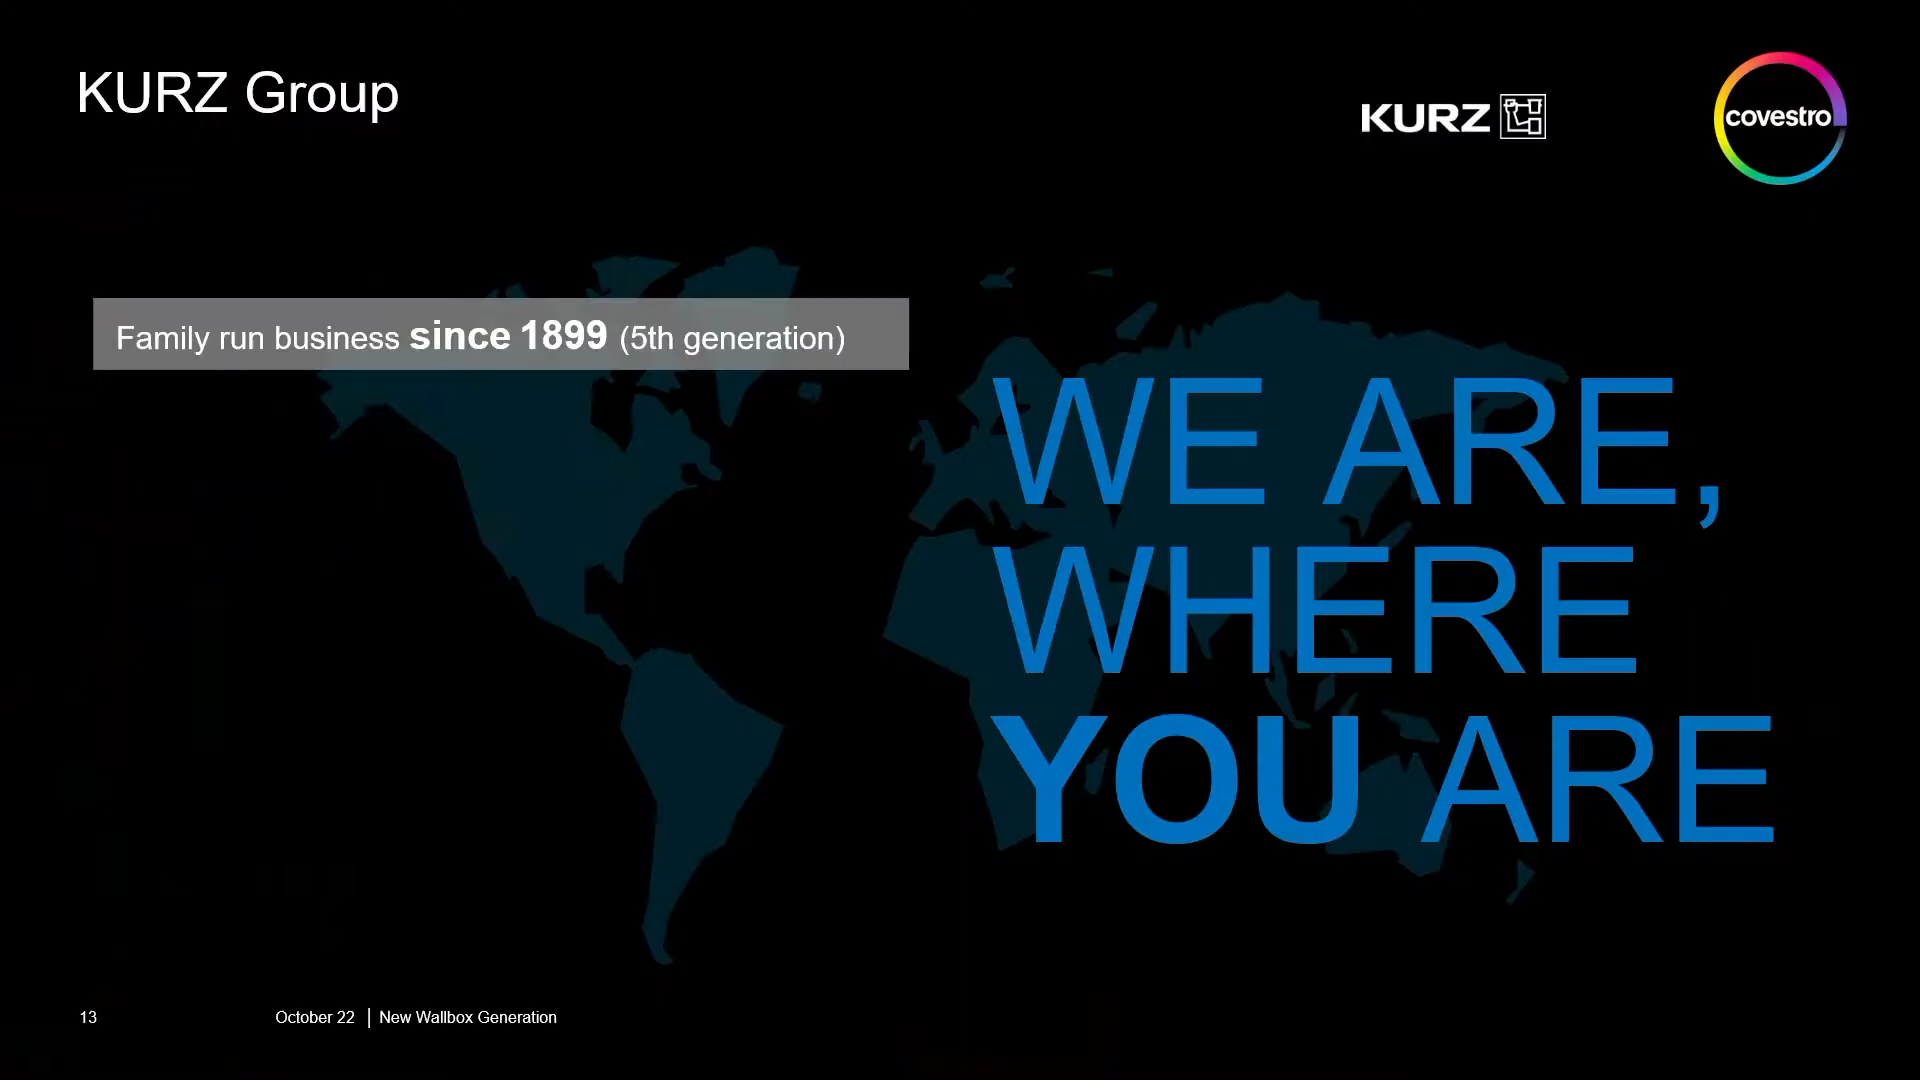 KURZ Group
KURZ
covestro
Family run business since 1899 (5th generation)
WE ARE,
WHERE
YOU ARE
13
October 22 | New Wallbox Generation